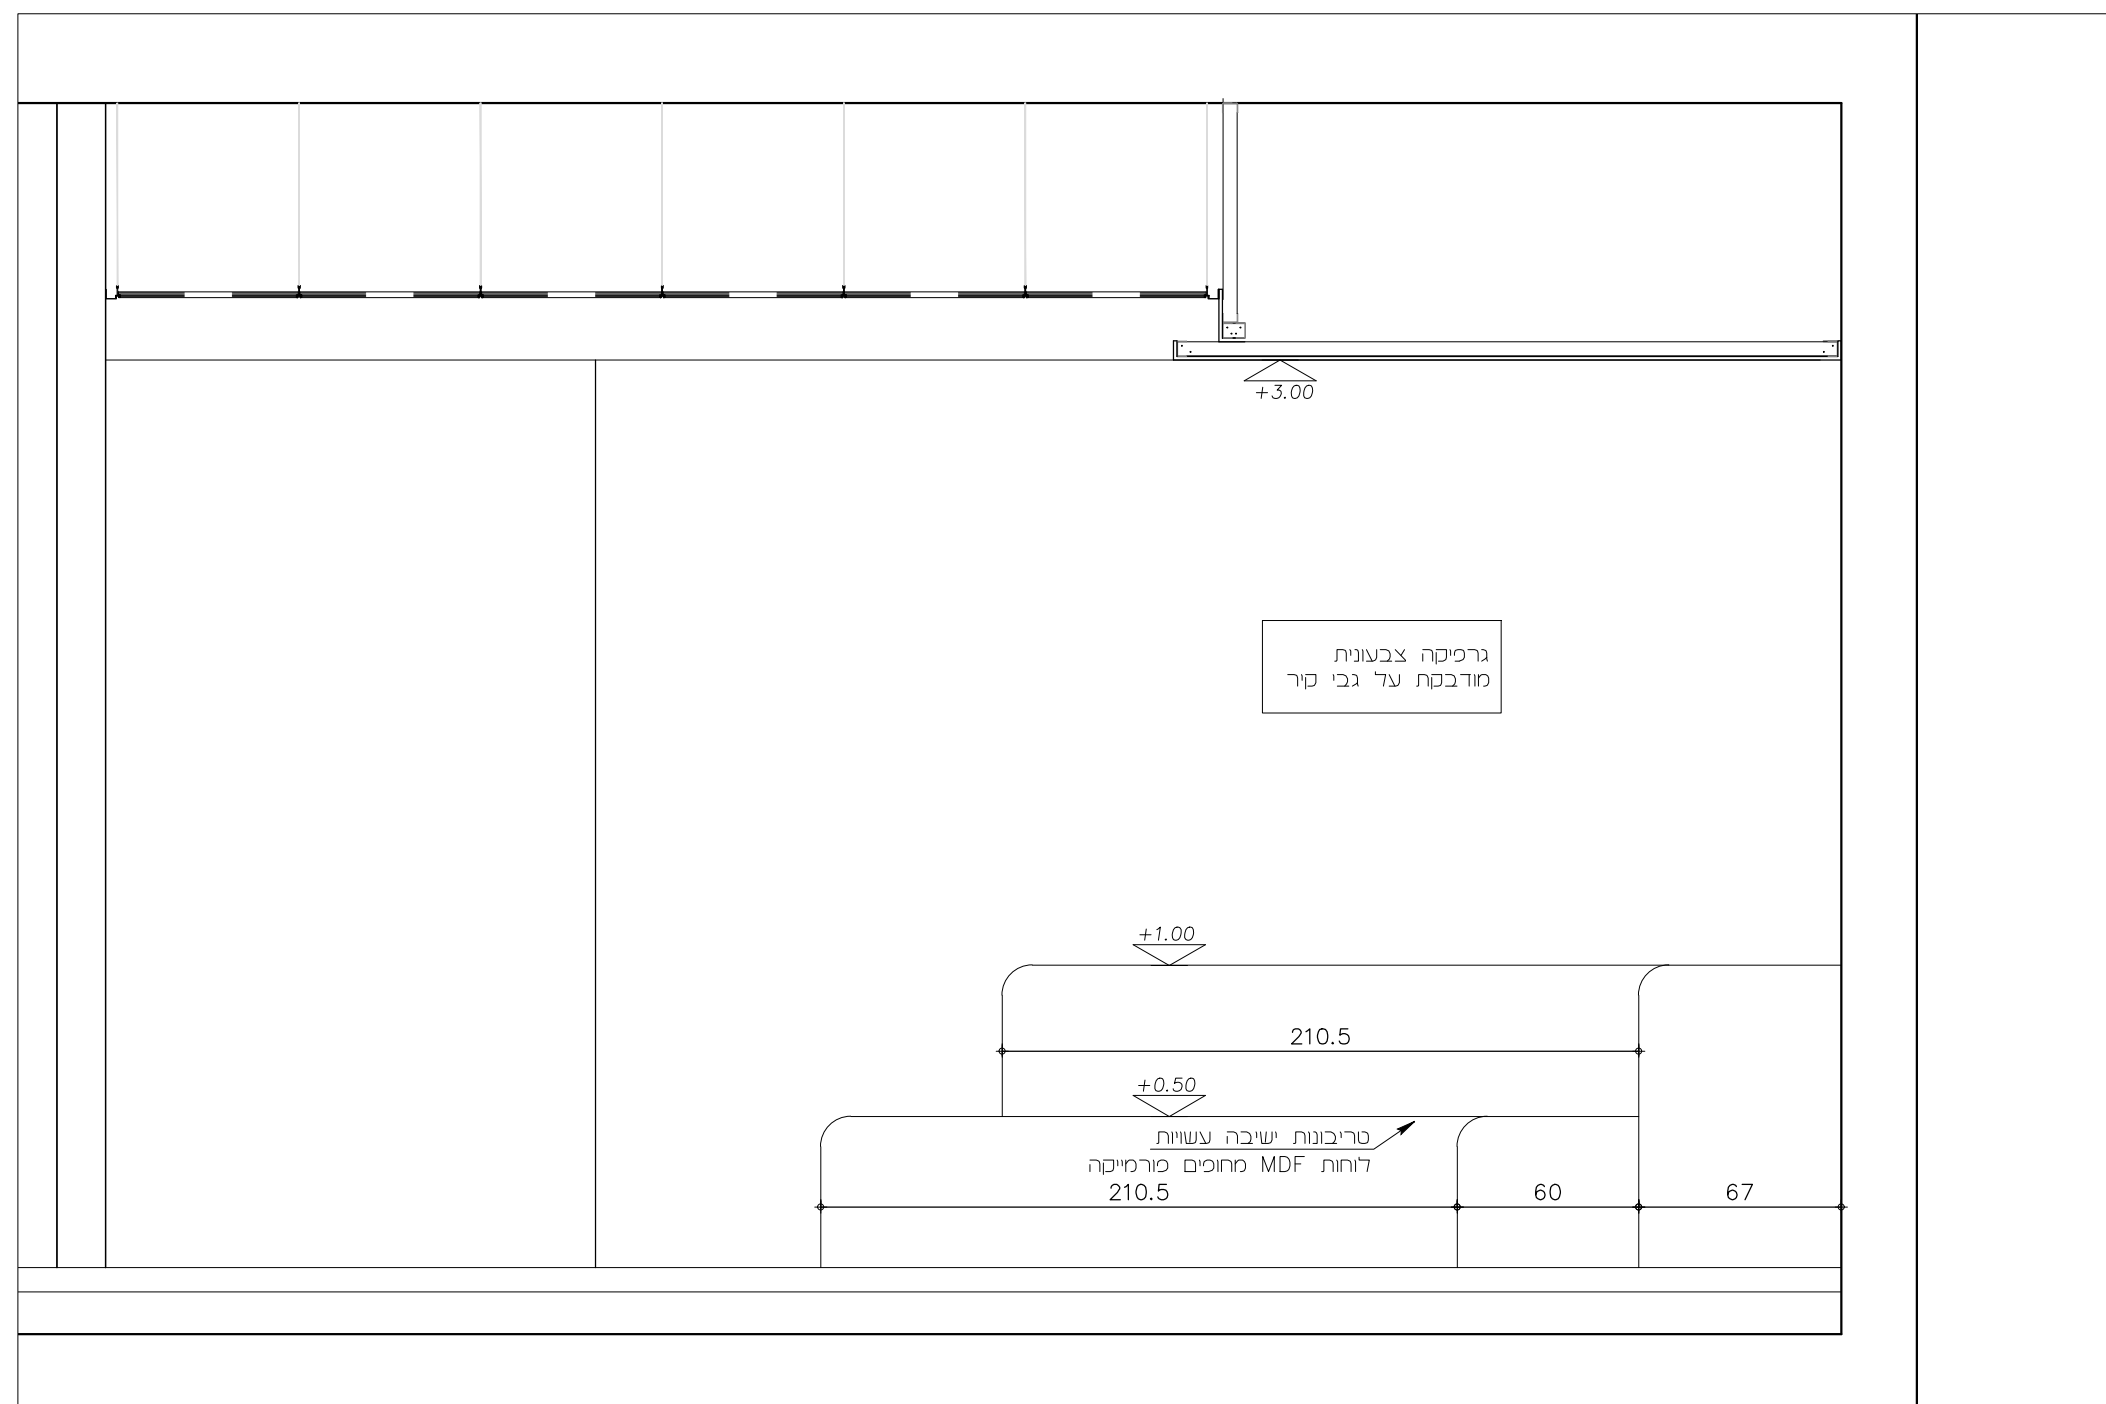 +3.00
גרפיקה צבעונית
מודבקת על גבי קיר
+1.00
210.5
+0.50
טריבונות ישיבה עשויות
לוחות MDF מחופים פורמייקה
210.5
60
67